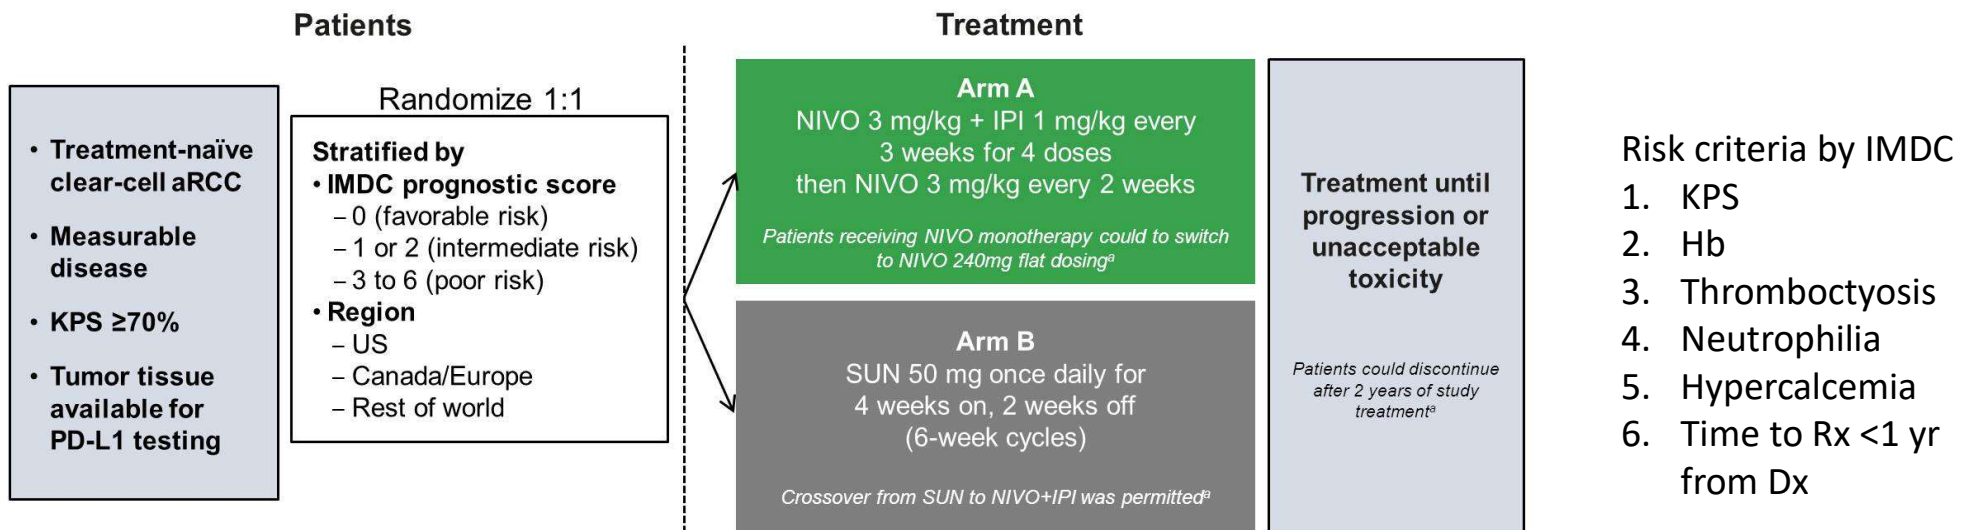 Patients
Treatment
• Treatment-naïve
clear-cell aRCC
• Measurable
disease
• KPS ≥70%
• Tumor tissue
available for
PD-L1 testing
Randomize 1:1
Stratified by
• IMDC prognostic score
– 0 (favorable risk)
– 1 or 2 (intermediate risk)
– 3 to 6 (poor risk)
• Region
– US
– Canada/Europe
– Rest of world
Arm A
NIVO 3 mg/kg + IPI 1 mg/kg every
3 weeks for 4 doses
then NIVO 3 mg/kg every 2 weeks
Patients receiving NIVO monotherapy could to switch
to NIVO 240mg flat dosingᵃ
Arm B
SUN 50 mg once daily for
4 weeks on, 2 weeks off
(6-week cycles)
Crossover from SUN to NIVO+IPI was permittedᵃ
Treatment until
progression or
unacceptable
toxicity
Patients could discontinue
after 2 years of study
treatmentᵃ
Risk criteria by IMDC
1. KPS
2. Hb
3. Thromboctyosis
4. Neutrophilia
5. Hypercalcemia
6. Time to Rx <1 yr
from Dx